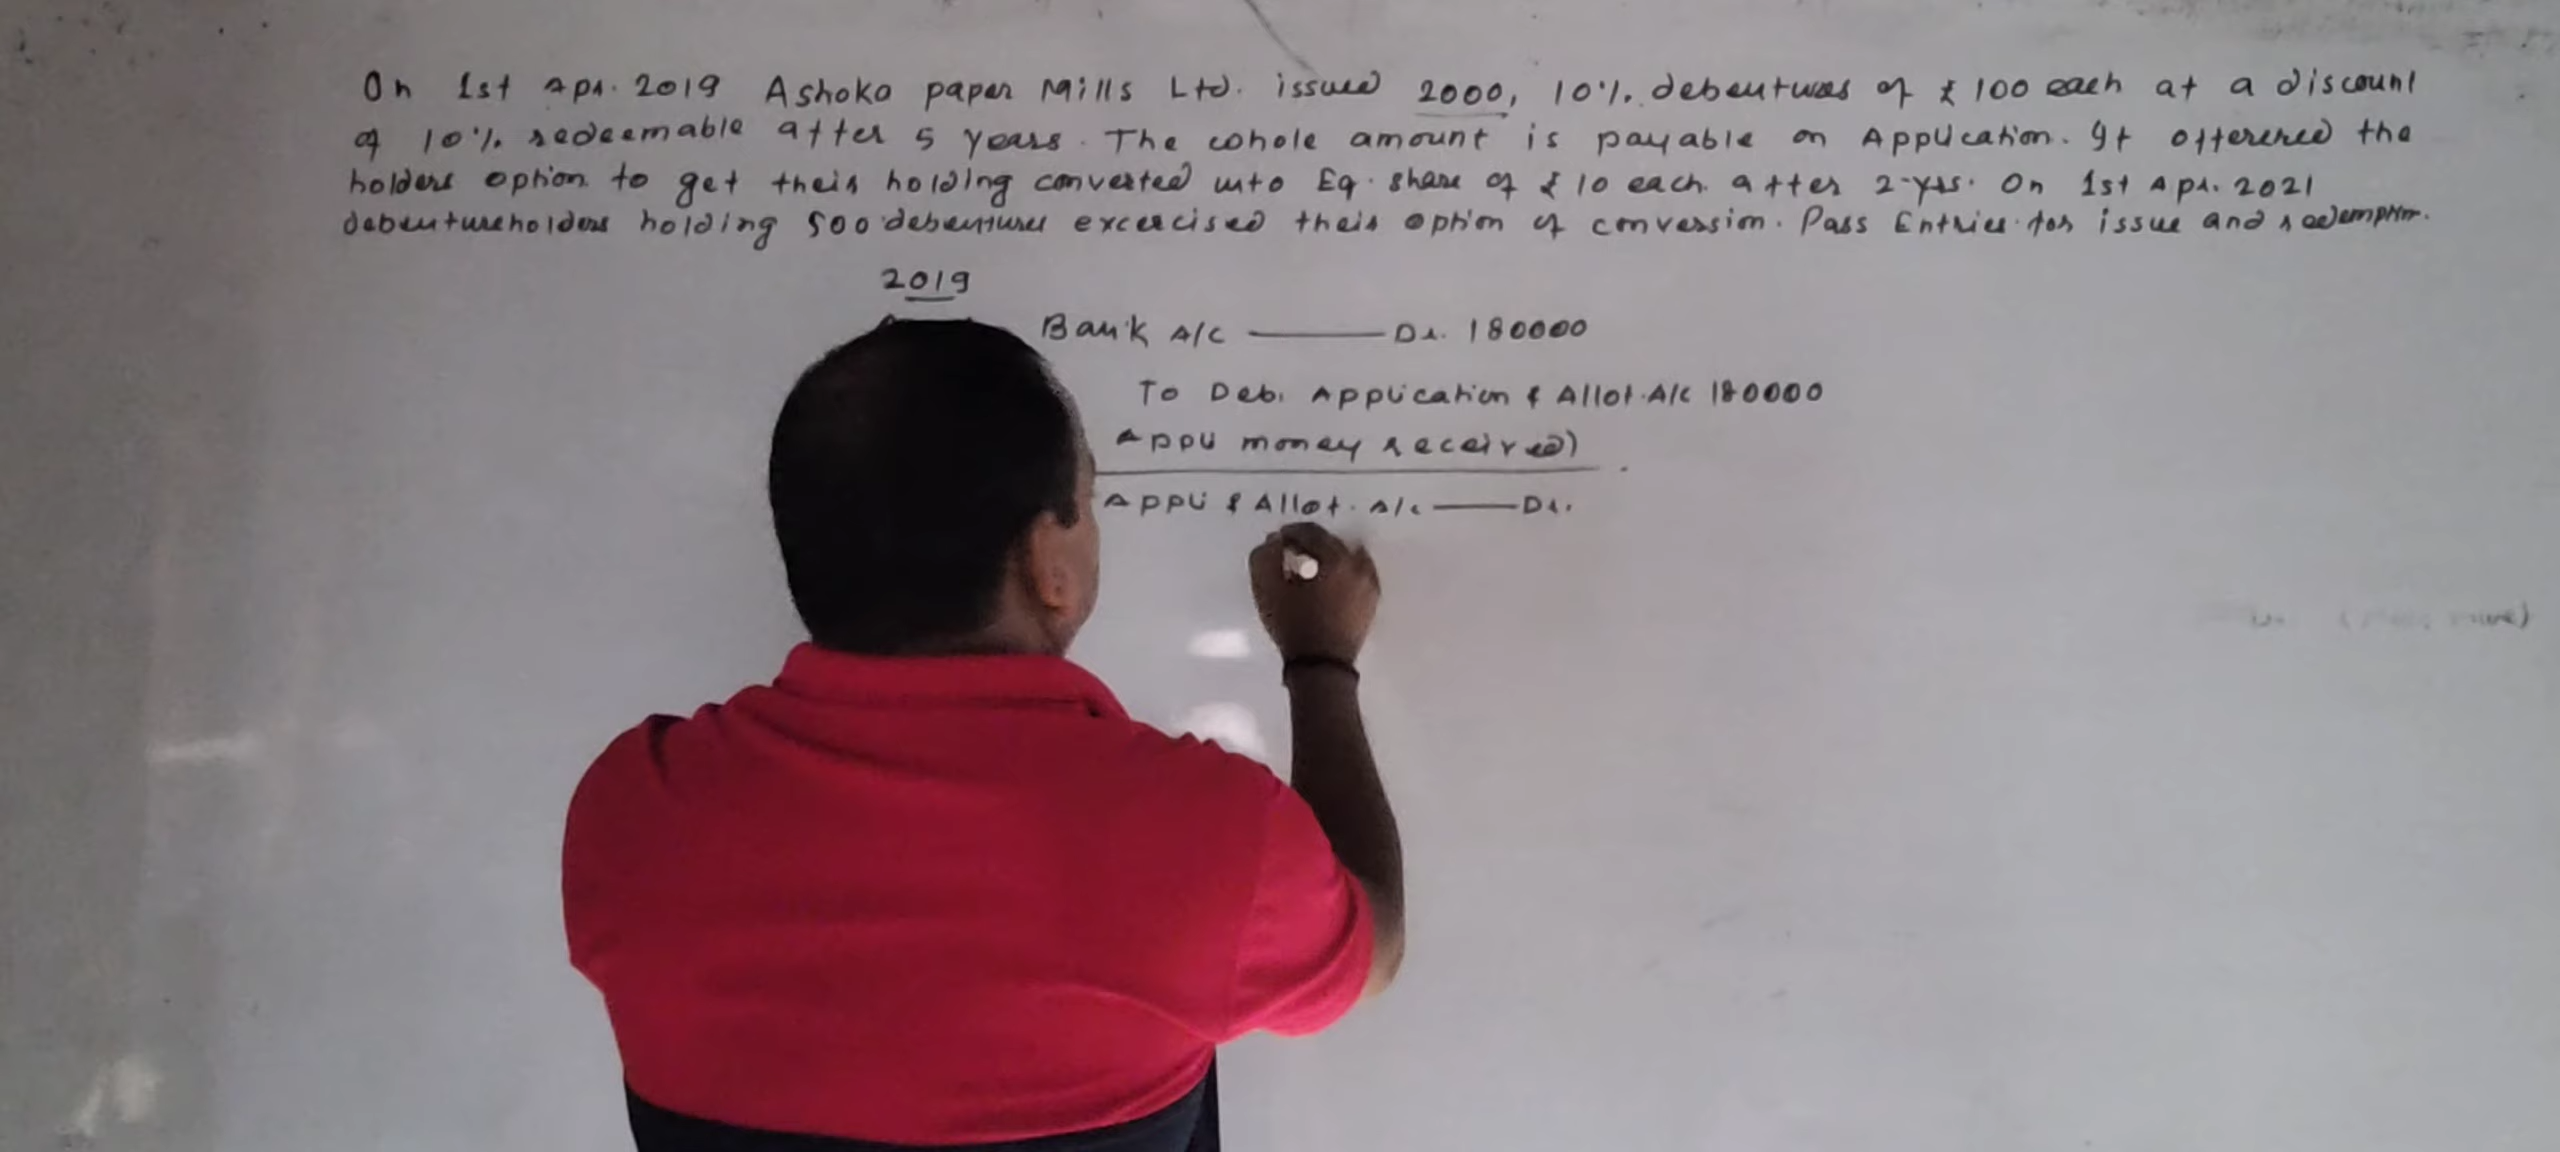 On 1st Apr. 2019 Ashoka paper Mills Ltd. issued 2000, 10%. debentures of ₹ 100 each at a discount
of 10%. redeemable after 5 years. The whole amount is payable on Application. It offerered the
holders option to get their holding converted into Eq. share of ₹ 10 each after 2-yrs. On 1st Apr. 2021
debentureholders holding 500 debentures excercised their option of conversion. Pass Entries for issue and redemption.
2019
Bank A/c ——— Dr. 180000
To Deb. Application & Allot. A/c 180000
Appli money received)
Appli & Allot. A/c ——— Dr.